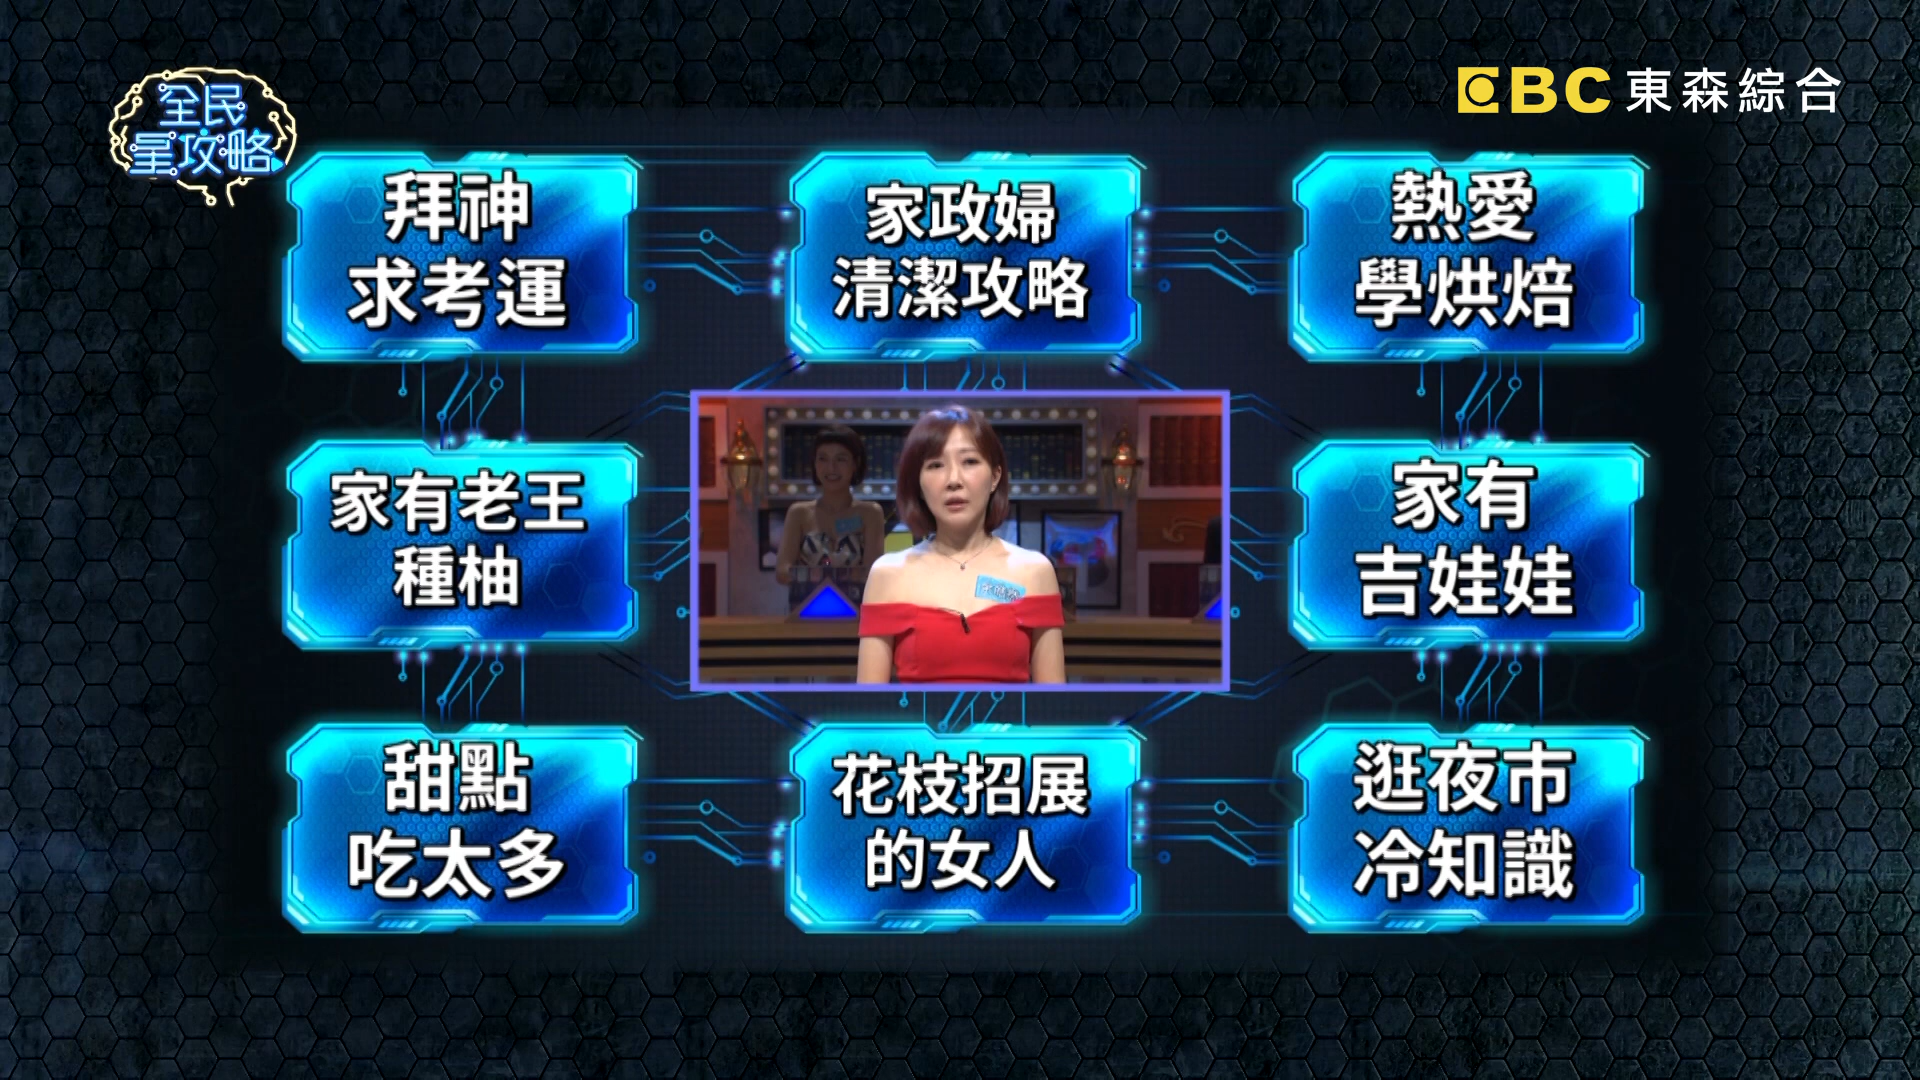 全民
星攻略
EBC 東森綜合
拜神
求考運
家政婦
清潔攻略
熱愛
學烘焙
家有老王
種柚
家有
吉娃娃
甜點
吃太多
花枝招展
的女人
逛夜市
冷知識